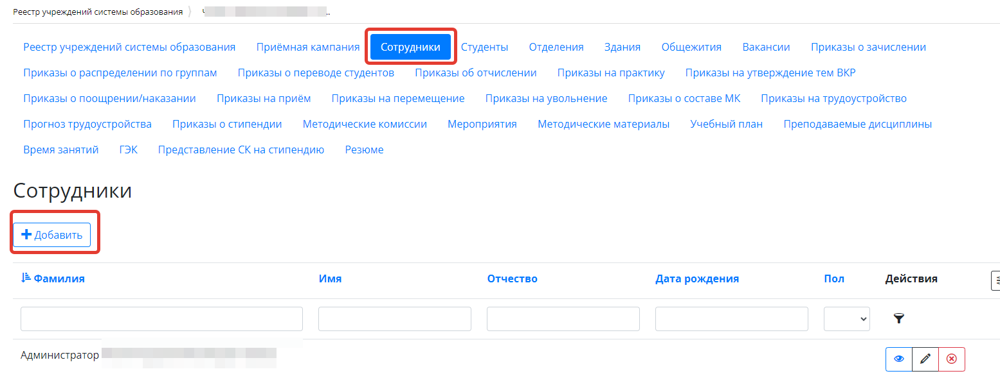 Реестр учреждений системы образования
Реестр учреждений системы образования Приёмная кампания Сотрудники Студенты Отделения Здания Общежития Вакансии Приказы о зачислении
Приказы о распределении по группам Приказы о переводе студентов Приказы об отчислении Приказы на практику Приказы на утверждение тем ВКР
Приказы о поощрении/наказании Приказы на приём Приказы на перемещение Приказы на увольнение Приказы о составе МК Приказы на трудоустройство
Прогноз трудоустройства Приказы о стипендии Методические комиссии Мероприятия Методические материалы Учебный план Преподаваемые дисциплины
Время занятий ГЭК Представление СК на стипендию Резюме
Сотрудники
Добавить
Фамилия Имя Отчество Дата рождения Пол Действия
Администратор